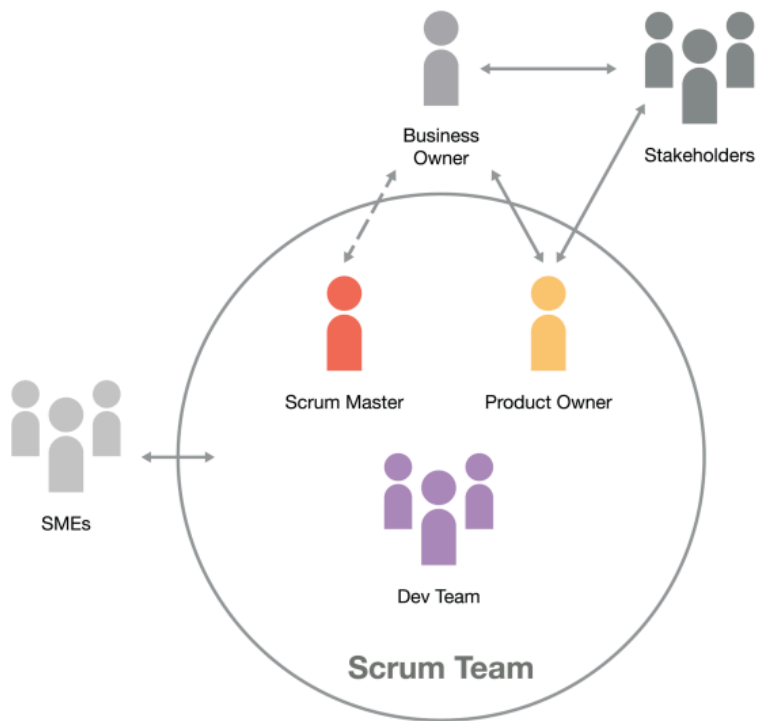 Business
Owner
Stakeholders
Scrum Master
Product Owner
SMEs
Dev Team
Scrum Team